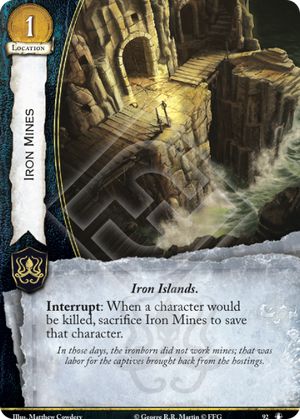 1
LOCATION
IRON MINES
Iron Islands.
Interrupt: When a character would
be killed, sacrifice Iron Mines to save
that character.
In those days, the ironborn did not work mines; that was
labor for the captives brought back from the hostings.
Illus. Matthew Cowdery © George R.R. Martin © FFG 92